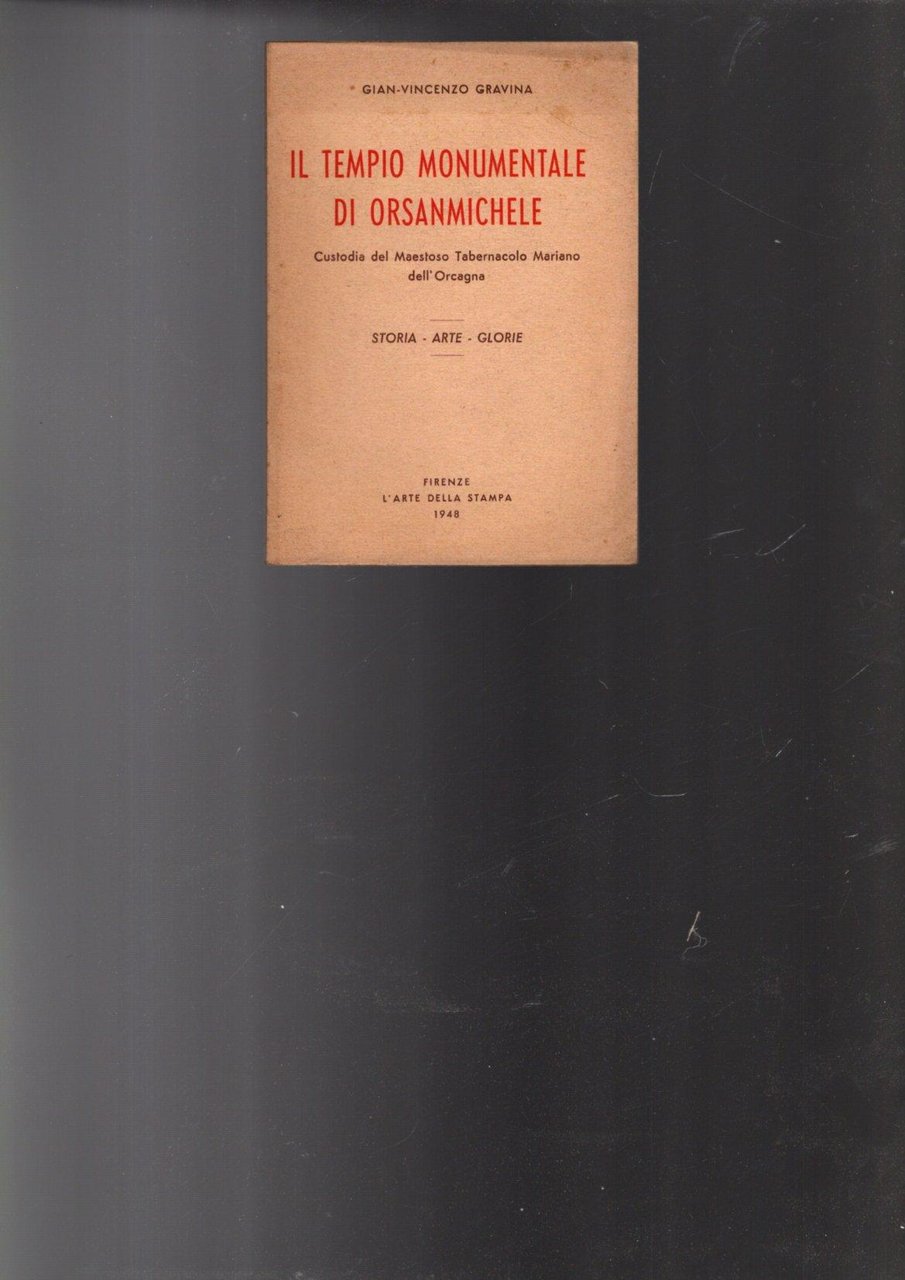 GIAN-VINCENZO GRAVINA
IL TEMPIO MONUMENTALE
DI ORSANMICHELE
Custodia del Maestoso Tabernacolo Mariano
dell'Orcagna
STORIA - ARTE - GLORIE
FIRENZE
L'ARTE DELLA STAMPA
1948